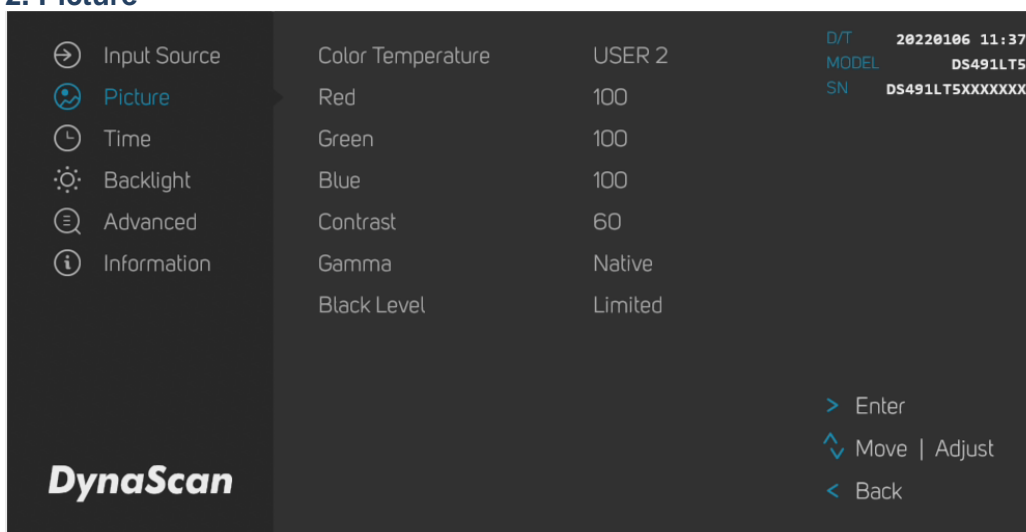 2. Picture
Input Source
Picture
Time
Backlight
Advanced
Information
DynaScan
Color Temperature USER 2
Red 100
Green 100
Blue 100
Contrast 60
Gamma Native
Black Level Limited
D/T 20220106 11:37
MODEL DS491LT5
SN DS491LT5XXXXXXX
> Enter
Move | Adjust
< Back